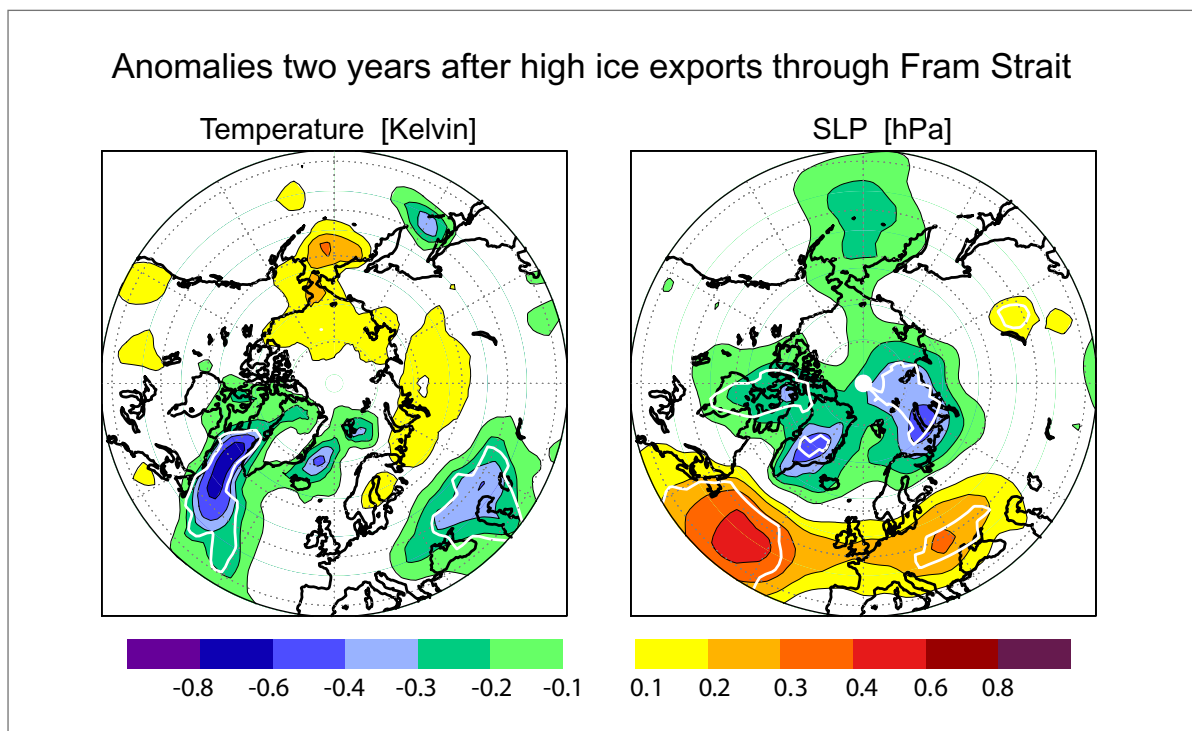 Anomalies two years after high ice exports through Fram Strait
Temperature [Kelvin]
SLP [hPa]
-0.8 -0.6 -0.4 -0.3 -0.2 -0.1
0.1 0.2 0.3 0.4 0.6 0.8